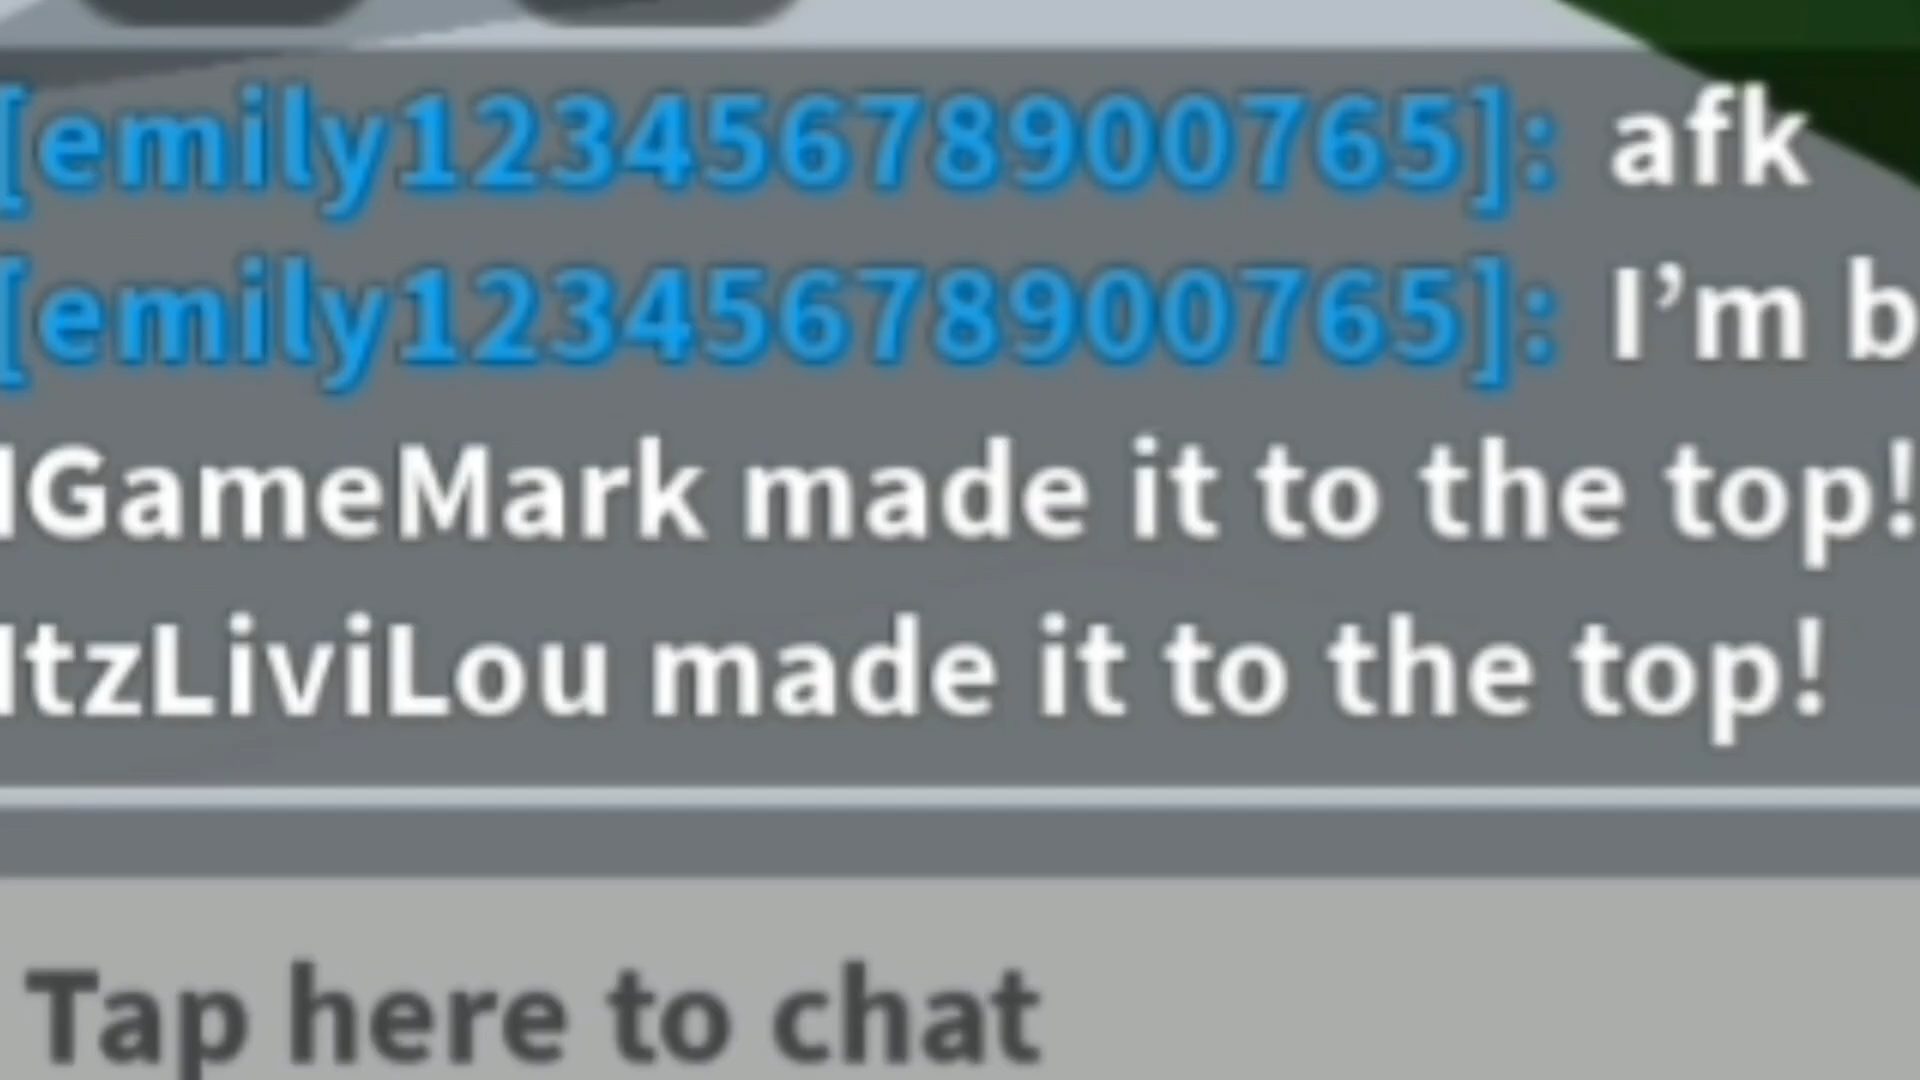 [emily12345678900765]: afk
[emily12345678900765]: I’m b
GameMark made it to the top!
ItzLiviLou made it to the top!
Tap here to chat